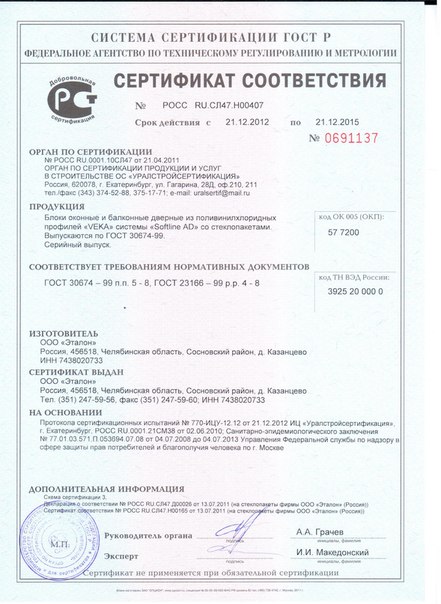 СИСТЕМА СЕРТИФИКАЦИИ ГОСТ Р
ФЕДЕРАЛЬНОЕ АГЕНТСТВО ПО ТЕХНИЧЕСКОМУ РЕГУЛИРОВАНИЮ И МЕТРОЛОГИИ
Добровольная
сертификация
СЕРТИФИКАТ СООТВЕТСТВИЯ
№ РОСС RU.СЛ47.Н00407
Срок действия с 21.12.2012 по 21.12.2015
№ 0691137
ОРГАН ПО СЕРТИФИКАЦИИ
№ РОСС RU.0001.10СЛ47 от 21.04.2011
ОРГАН ПО СЕРТИФИКАЦИИ ПРОДУКЦИИ И УСЛУГ
В СТРОИТЕЛЬСТВЕ ОС «УРАЛСТРОЙСЕРТИФИКАЦИЯ»
Россия, 620078, г. Екатеринбург, ул. Гагарина, 28Д, оф 210, 211
тел./факс (343) 374-52-88, 375-17-71; e-mail: uralsertif@mail.ru
ПРОДУКЦИЯ
Блоки оконные и балконные дверные из поливинилхлоридных
профилей «VEKA» системы «Softline AD» со стеклопакетами.
Выпускаются по ГОСТ 30674-99.
Серийный выпуск.
код ОК 005 (ОКП):
57 7200
СООТВЕТСТВУЕТ ТРЕБОВАНИЯМ НОРМАТИВНЫХ ДОКУМЕНТОВ
ГОСТ 30674 – 99 п.п. 5 - 8, ГОСТ 23166 – 99 р.р. 4 - 8
код ТН ВЭД России:
3925 20 000 0
ИЗГОТОВИТЕЛЬ
ООО «Эталон»
Россия, 456518, Челябинская область, Сосновский район, д. Казанцево
ИНН 7438020733
СЕРТИФИКАТ ВЫДАН
ООО «Эталон»
Россия, 456518, Челябинская область, Сосновский район, д. Казанцево
Тел. (351) 247-59-56, факс (351) 247-59-60; ИНН 7438020733
НА ОСНОВАНИИ
Протокола сертификационных испытаний № 770-ИЦУ-12.12 от 21.12.2012 ИЦ «Уралстройсертификация»,
г. Екатеринбург, РОСС RU.0001.21СМ38 от 02.06.2010; Санитарно-эпидемиологического заключения
№ 77.01.03.571.П.053694.07.08 от 04.07.2008 до 04.07.2013 Управления Федеральной службы по надзору в
сфере защиты прав потребителей и благополучия человека по г. Москве
ДОПОЛНИТЕЛЬНАЯ ИНФОРМАЦИЯ
Схема сертификации 3.
Декларация о соответствии № РОСС RU.СЛ47.Д00026 от 13.07.2011 (на стеклопакеты фирмы ООО «Эталон» (Россия))
Сертификат соответствия № РОСС RU.СЛ47.Н00165 от 13.07.2011 (на стеклопакеты фирмы ООО «Эталон» (Россия))
М.П.
Руководитель органа
подпись
А.А. Грачев
инициалы, фамилия
Эксперт
подпись
И.И. Македонский
инициалы, фамилия
Сертификат не применяется при обязательной сертификации